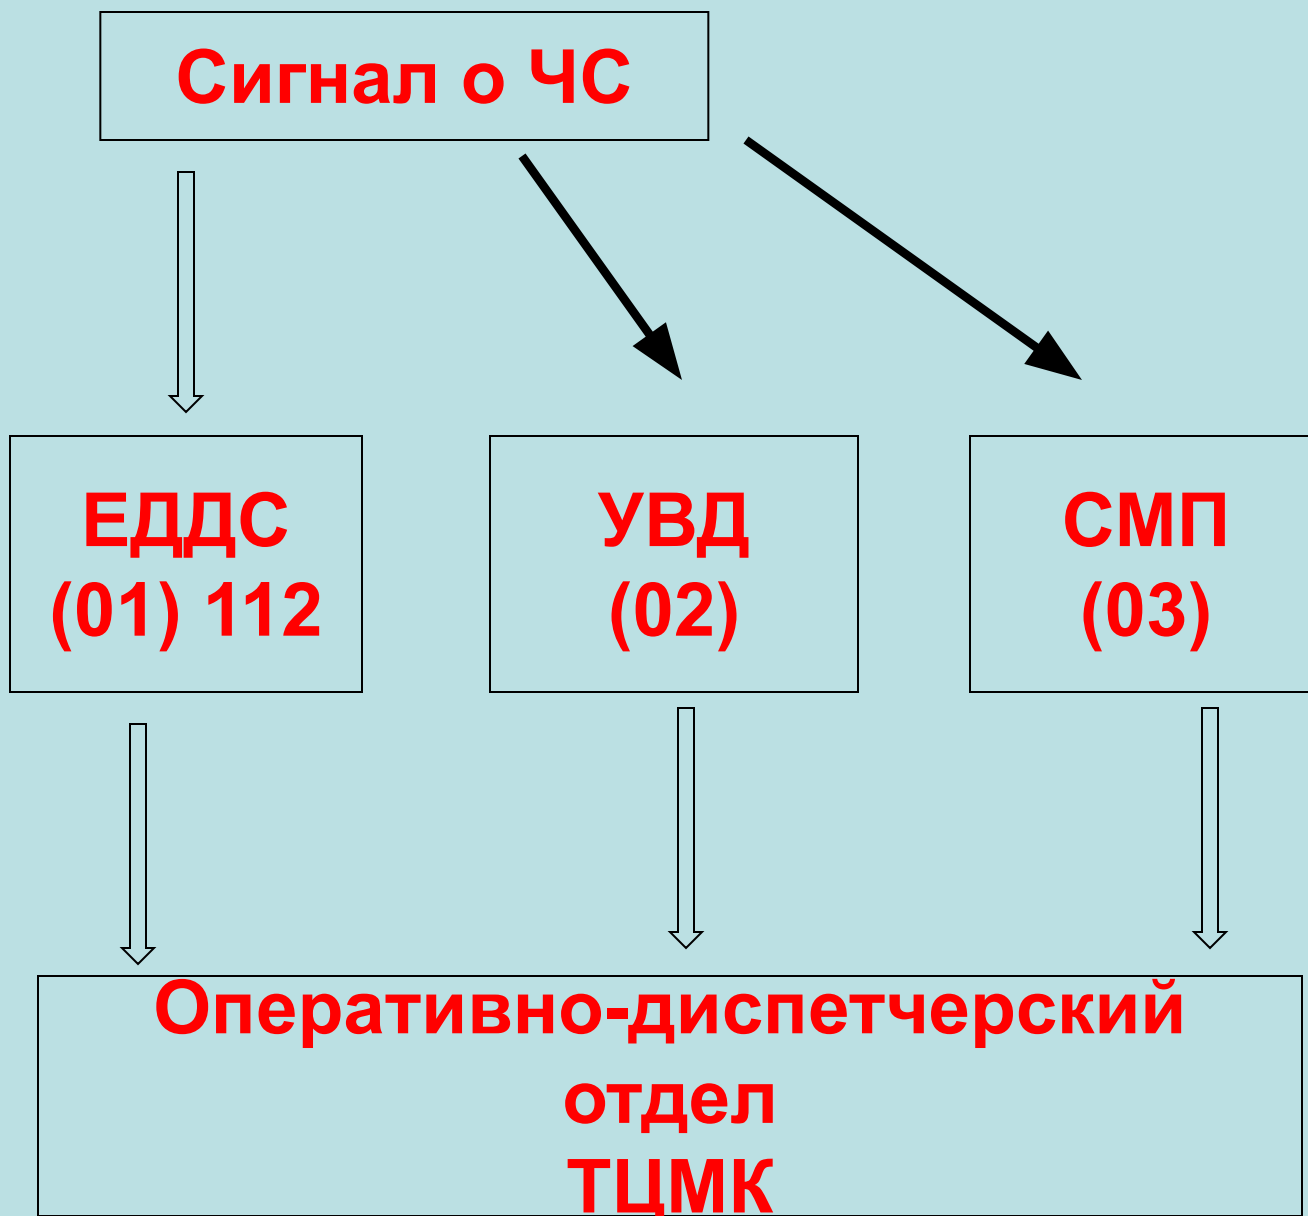 Сигнал о ЧС
ЕДДС
(01) 112
УВД
(02)
СМП
(03)
Оперативно-диспетчерский
отдел
ТЦМК